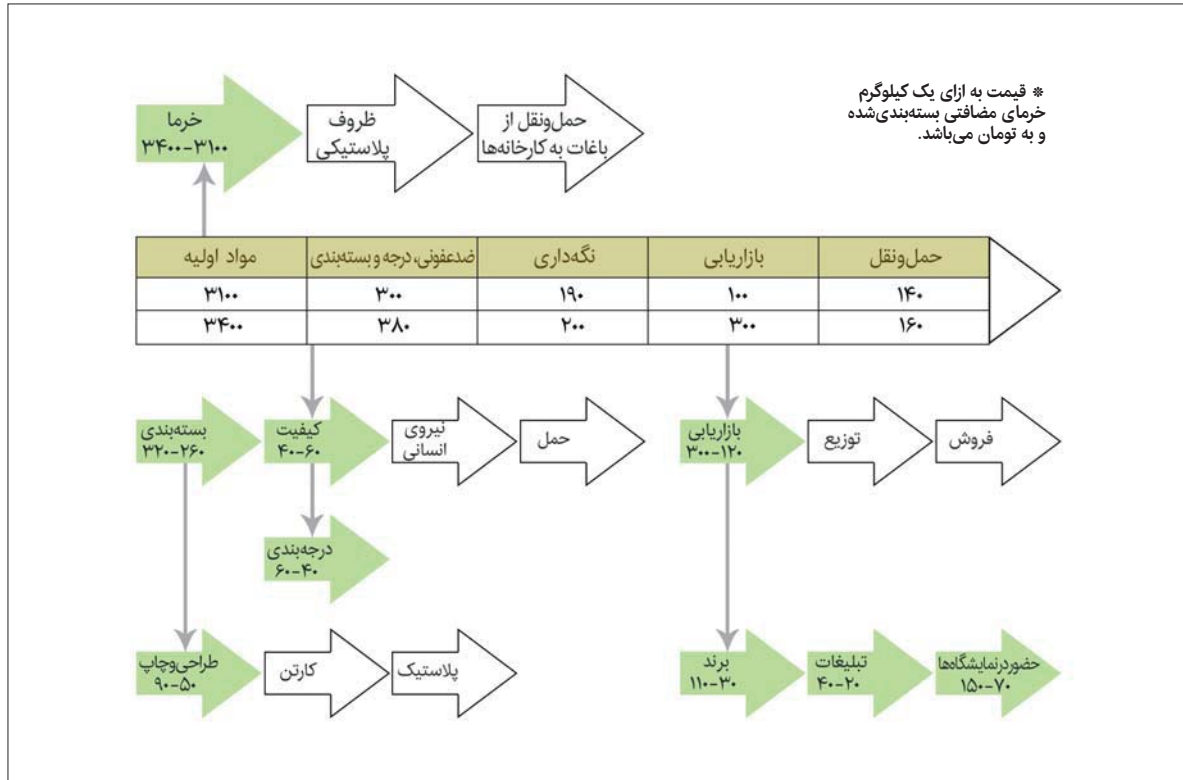 * قیمت به ازای یک کیلوگرم
خرمای مضافتی بسته‌بندی‌شده
و به تومان می‌باشد.
خرما
۳۴۰۰-۳۱۰۰
ظروف
پلاستیکی
حمل‌ونقل از
باغات به کارخانه‌ها
مواد اولیه
ضدعفونی، درجه و بسته‌بندی
نگه‌داری
بازاریابی
حمل‌ونقل
۳۱۰۰
۳۰۰
۱۹۰
۱۰۰
۱۴۰
۳۴۰۰
۳۸۰
۲۰۰
۳۰۰
۱۶۰
بسته‌بندی
۳۲۰-۲۶۰
کیفیت
۴۰-۶۰
نیروی
انسانی
حمل
بازاریابی
۳۰۰-۱۲۰
توزیع
فروش
درجه‌بندی
۶۰-۴۰
طراحی‌وچاپ
۹۰-۵۰
کارتن
پلاستیک
برند
۱۱۰-۳۰
تبلیغات
۴۰-۲۰
حضوردرنمایشگاه‌ها
۱۵۰-۷۰